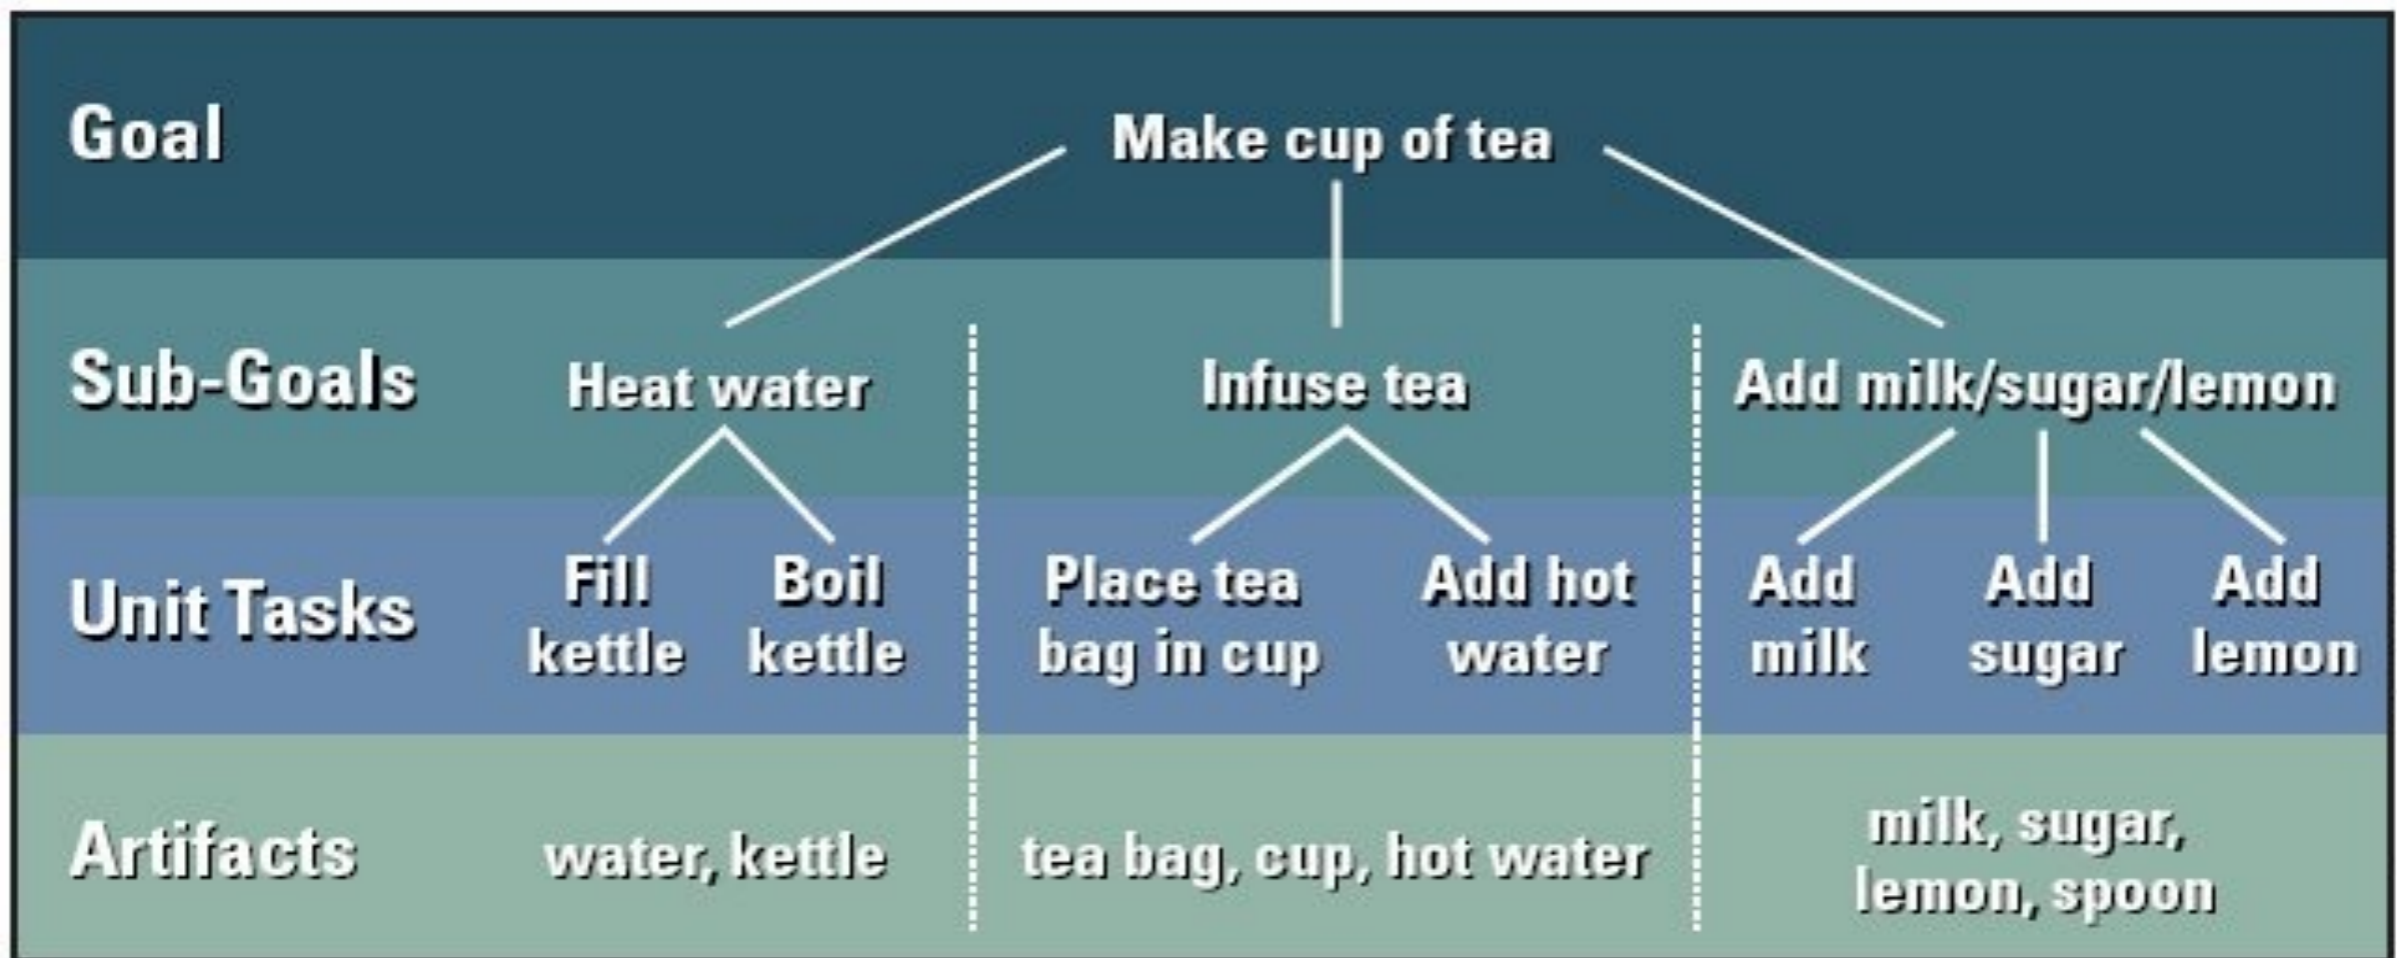 Goal
Make cup of tea
Sub-Goals
Heat water
Infuse tea
Add milk/sugar/lemon
Unit Tasks
Fill
kettle
Boil
kettle
Place tea
bag in cup
Add hot
water
Add
milk
Add
sugar
Add
lemon
Artifacts
water, kettle
tea bag, cup, hot water
milk, sugar,
lemon, spoon